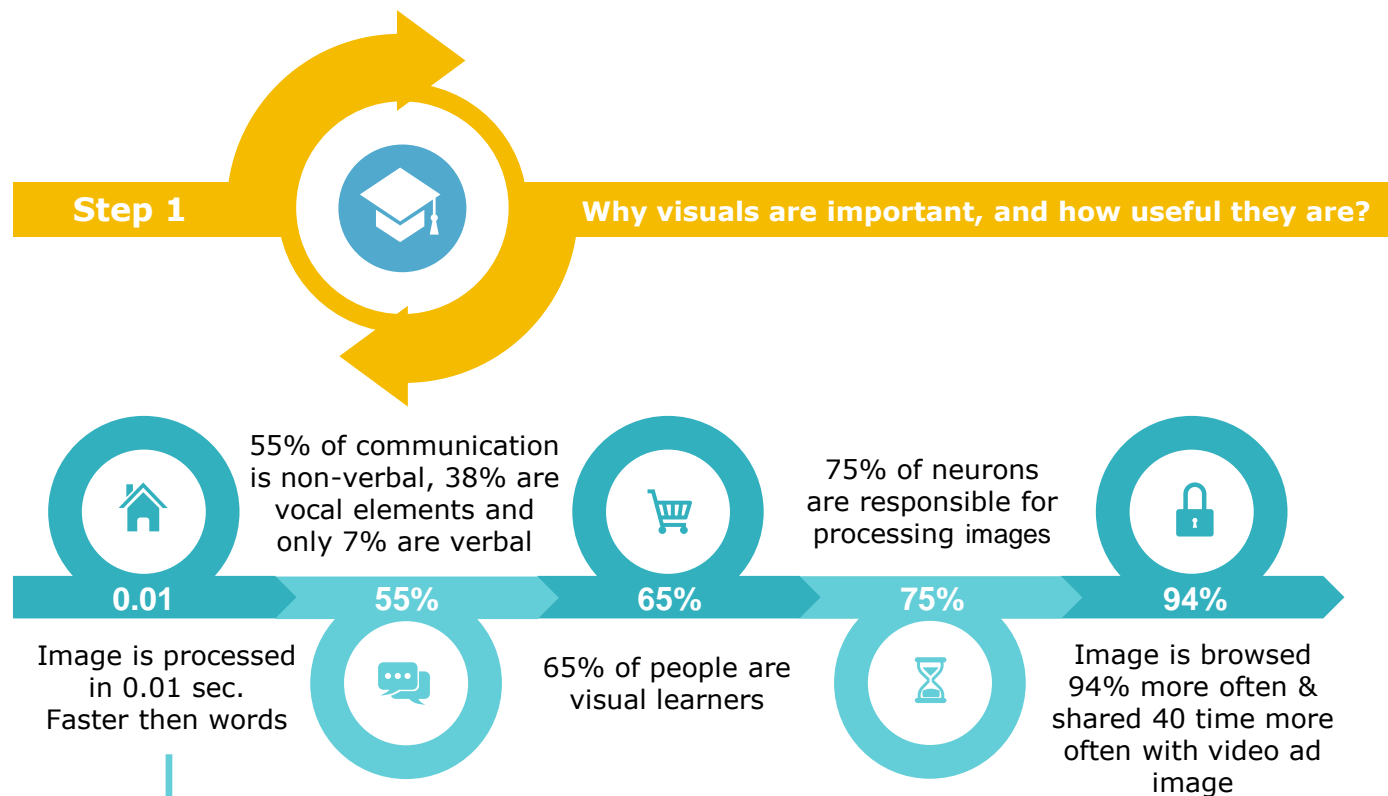 Step 1
Why visuals are important, and how useful they are?
55% of communication
is non-verbal, 38% are
vocal elements and
only 7% are verbal
75% of neurons
are responsible for
processing images
0.01
55%
65%
75%
94%
Image is processed
in 0.01 sec.
Faster then words
65% of people are
visual learners
Image is browsed
94% more often &
shared 40 time more
often with video ad
image